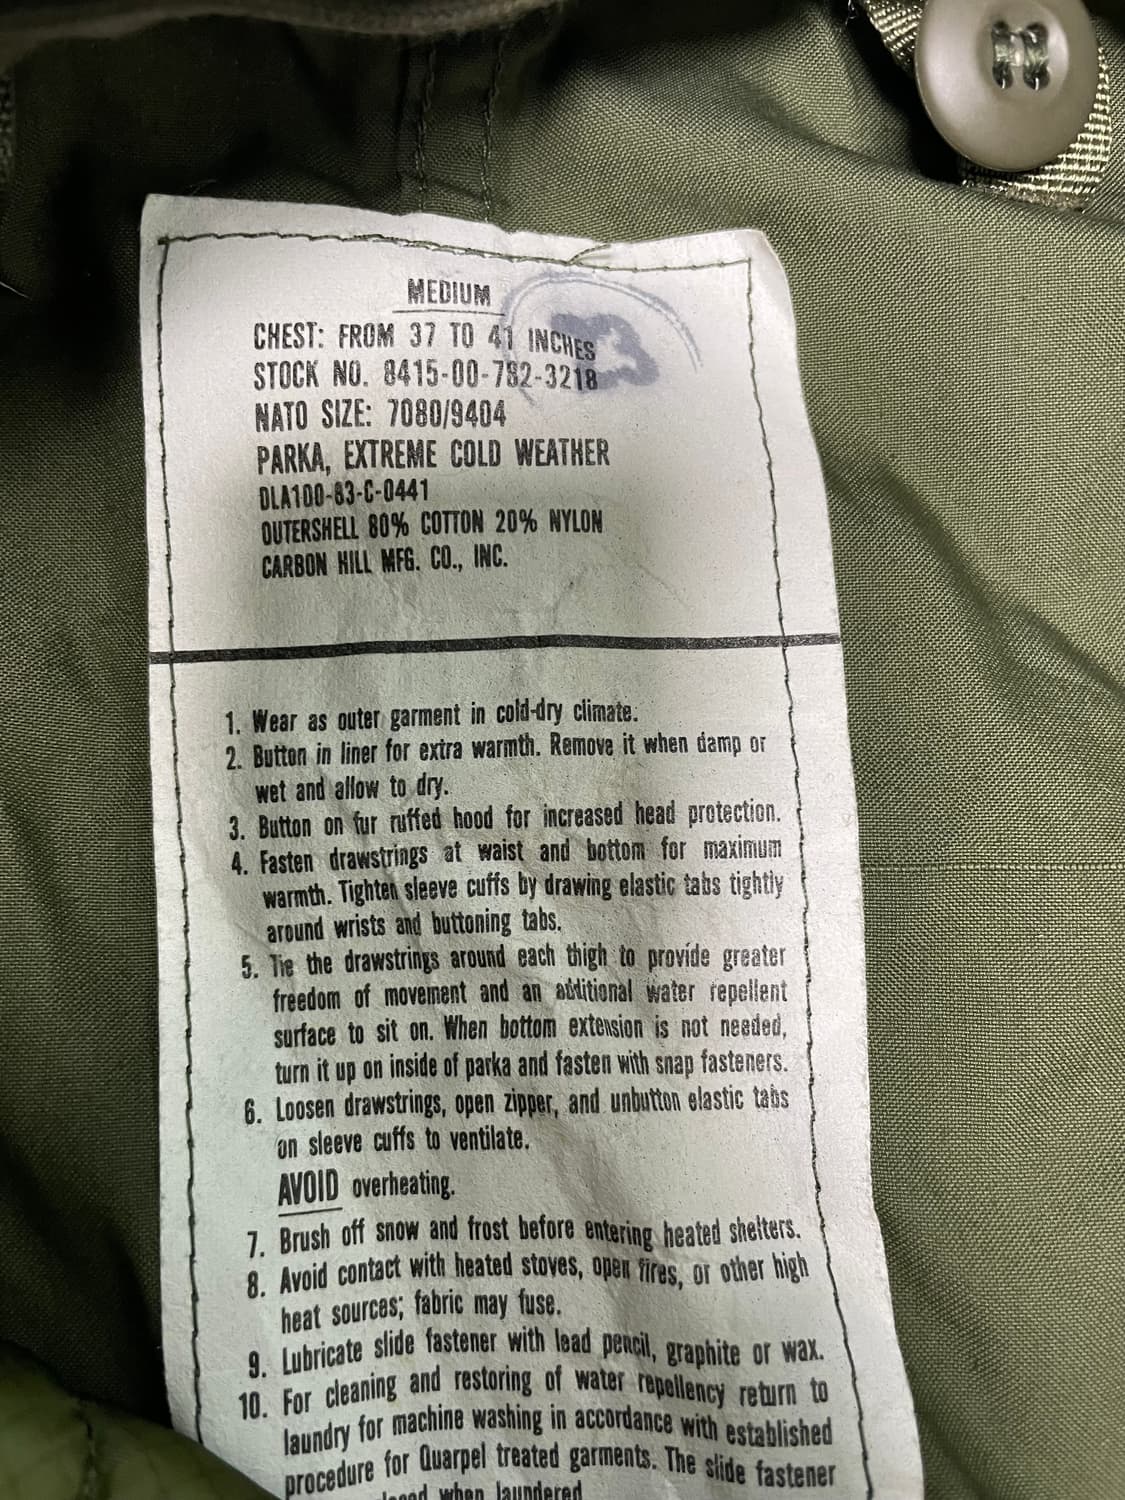 MEDIUM
CHEST: FROM 37 TO 41 INCHES
STOCK NO. 8415-00-782-3218
NATO SIZE: 7080/9404
PARKA, EXTREME COLD WEATHER
DLA100-83-C-0441
OUTERSHELL 80% COTTON 20% NYLON
CARBON HILL MFG. CO., INC.
1. Wear as outer garment in cold-dry climate.
2. Button in liner for extra warmth. Remove it when damp or
wet and allow to dry.
3. Button on fur ruffed hood for increased head protection.
4. Fasten drawstrings at waist and bottom for maximum
warmth. Tighten sleeve cuffs by drawing elastic tabs tightly
around wrists and buttoning tabs.
5. Tie the drawstrings around each thigh to provide greater
freedom of movement and an additional water repellent
surface to sit on. When bottom extension is not needed,
turn it up on inside of parka and fasten with snap fasteners.
6. Loosen drawstrings, open zipper, and unbutton elastic tabs
on sleeve cuffs to ventilate.
AVOID overheating.
7. Brush off snow and frost before entering heated shelters.
8. Avoid contact with heated stoves, open fires, or other high
heat sources; fabric may fuse.
9. Lubricate slide fastener with lead pencil, graphite or wax.
10. For cleaning and restoring of water repellency return to
laundry for machine washing in accordance with established
procedure for Quarpel treated garments. The slide fastener
when laundered